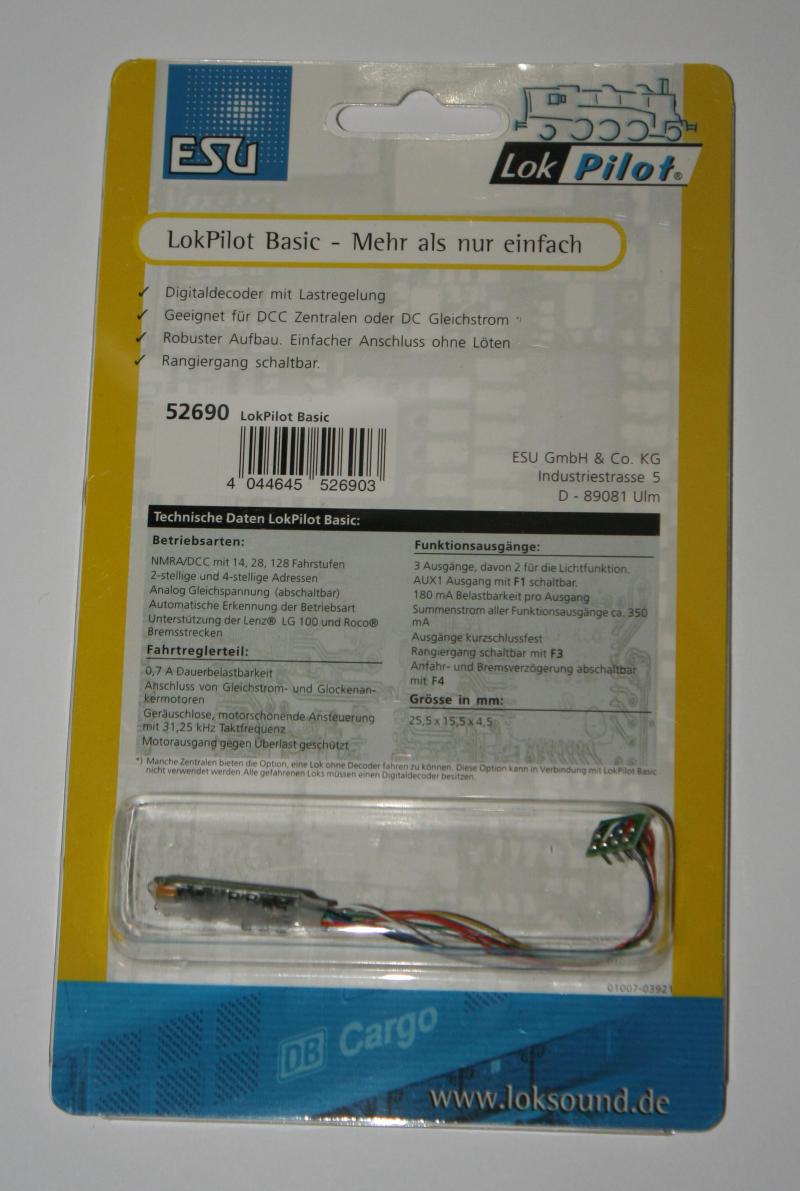 ESU
Lok Pilot®
LokPilot Basic - Mehr als nur einfach
✓ Digitaldecoder mit Lastregelung
✓ Geeignet für DCC Zentralen oder DC Gleichstrom *)
✓ Robuster Aufbau. Einfacher Anschluss ohne Löten
✓ Rangiergang schaltbar.
52690 LokPilot Basic
4 044645 526903
ESU GmbH & Co. KG
Industriestrasse 5
D - 89081 Ulm
Technische Daten LokPilot Basic:
Betriebsarten:
NMRA/DCC mit 14, 28, 128 Fahrstufen
2-stellige und 4-stellige Adressen
Analog Gleichspannung (abschaltbar)
Automatische Erkennung der Betriebsart
Unterstützung der Lenz® LG 100 und Roco®
Bremsstrecken
Fahrtreglerteil:
0,7 A Dauerbelastbarkeit
Anschluss von Gleichstrom- und Glockenan-
kermotoren
Geräuschlose, motorschonende Ansteuerung
mit 31,25 kHz Taktfrequenz
Motorausgang gegen Überlast geschützt
Funktionsausgänge:
3 Ausgänge, davon 2 für die Lichtfunktion.
AUX1 Ausgang mit F1 schaltbar.
180 mA Belastbarkeit pro Ausgang
Summenstrom aller Funktionsausgänge ca. 350
mA
Ausgänge kurzschlussfest
Rangiergang schaltbar mit F3
Anfahr- und Bremsverzögerung abschaltbar
mit F4
Grösse in mm:
25,5 x 15,5 x 4,5
*) Manche Zentralen bieten die Option, eine Lok ohne Decoder fahren zu können. Diese Option kann in Verbindung mit LokPilot Basic
nicht verwendet werden. Alle gefahrenen Loks müssen einen Digitaldecoder besitzen.
01007-03921
DB Cargo
www.loksound.de